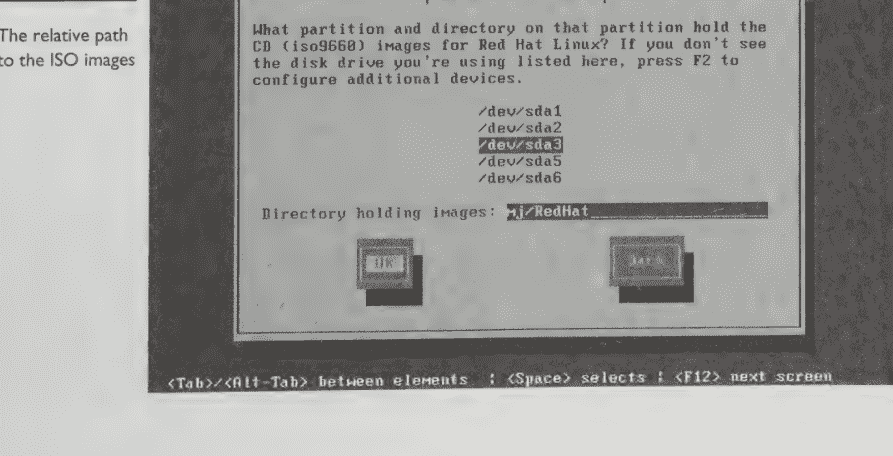 The relative path
to the ISO images
What partition and directory on that partition hold the
CD (iso9660) images for Red Hat Linux? If you don't see
the disk drive you're using listed here, press F2 to
configure additional devices.
/dev/sda1
/dev/sda2
/dev/sda3
/dev/sda5
/dev/sda6
Directory holding images: mj/RedHat
OK
Back
<Tab>/<Alt-Tab> between elements | <Space> selects | <F12> next screen